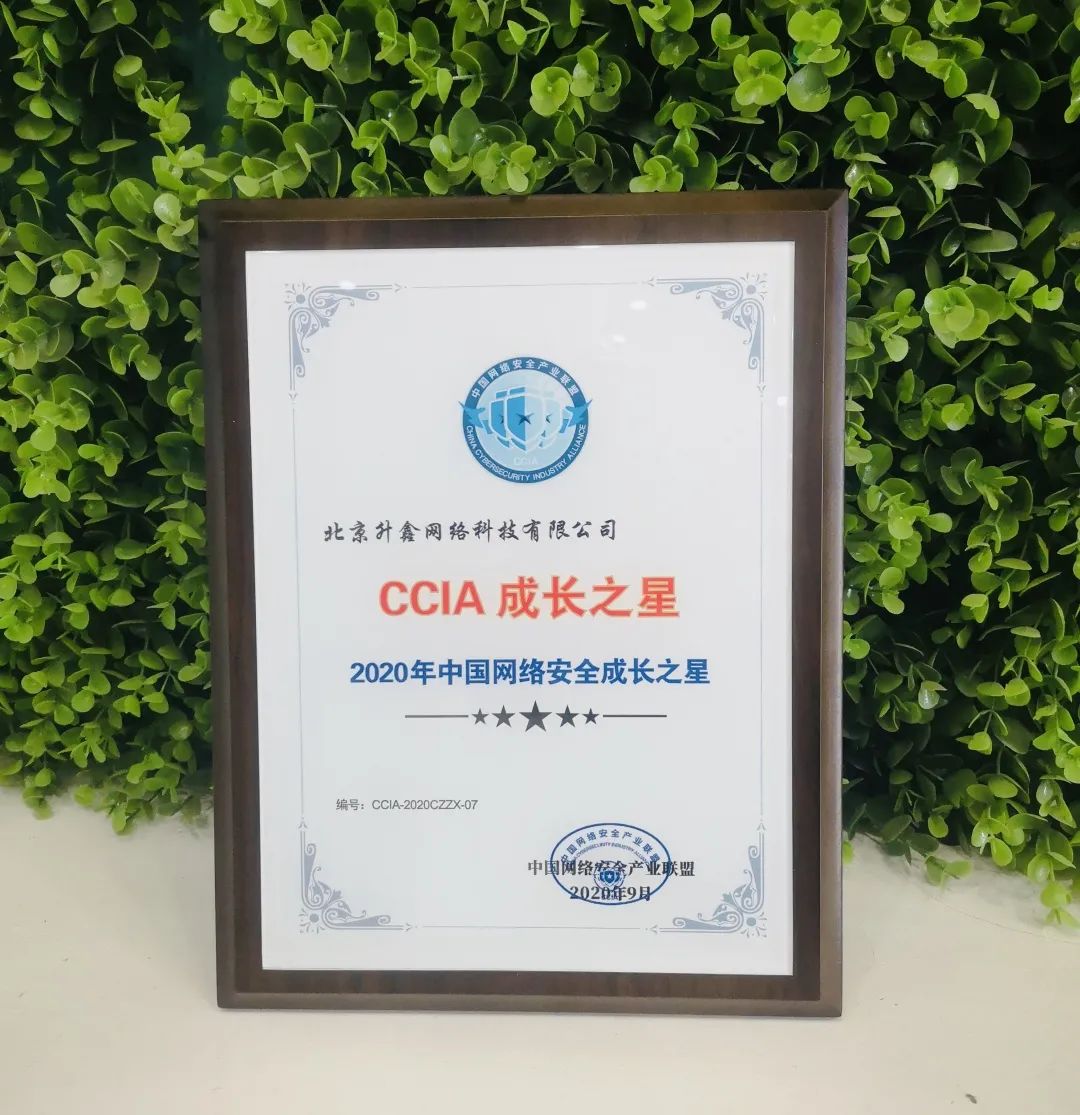 中国网络安全产业联盟
CCIA
CHINA CYBERSECURITY INDUSTRY ALLIANCE
北京升鑫网络科技有限公司
CCIA 成长之星
2020年中国网络安全成长之星
编号：CCIA-2020CZZX-07
中国网络安全产业联盟
CYBERSECURITY INDUSTRY
中国网络安全产业联盟
2020年9月